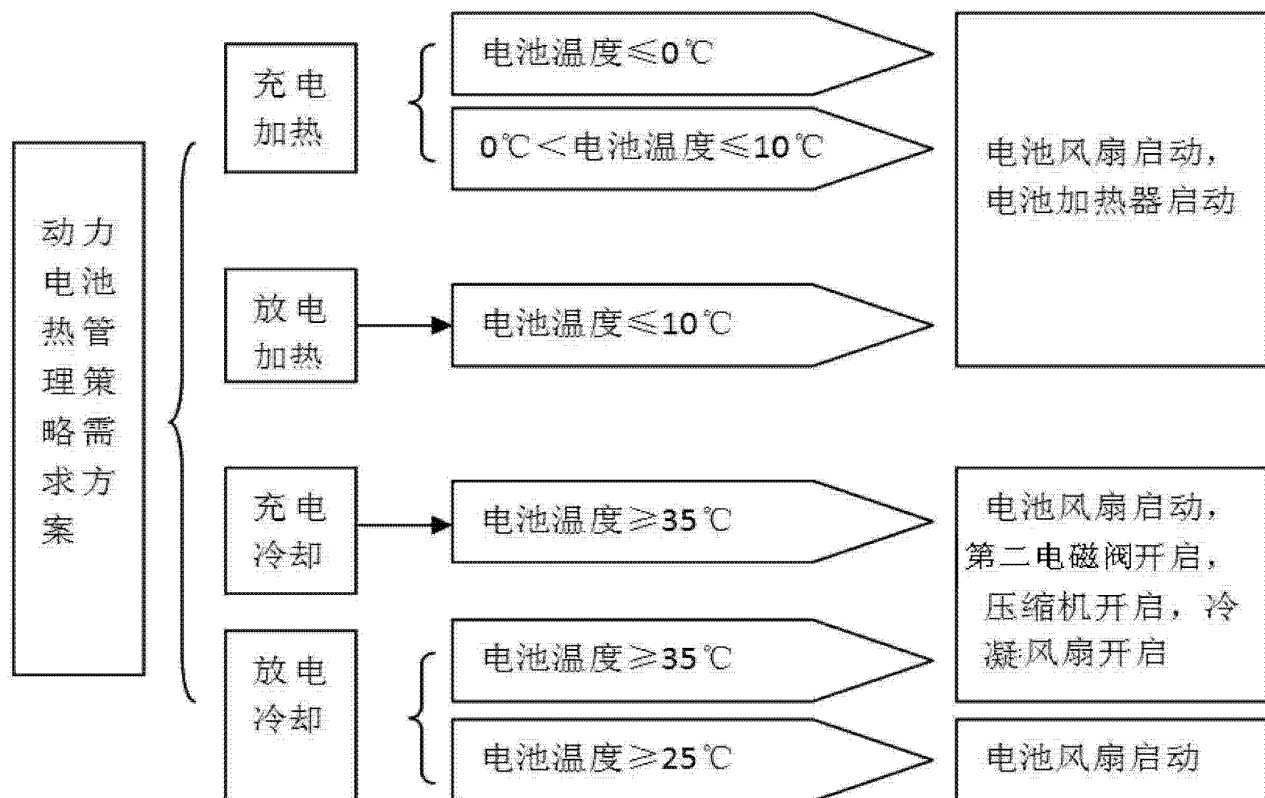 动力
电池
热管
理策
略需
求方
案
充电
加热
电池温度≤0℃
0℃＜电池温度≤10℃
电池风扇启动，
电池加热器启动
放电
加热
电池温度≤10℃
充电
冷却
电池温度≥35℃
电池风扇启动，
第二电磁阀开启，
压缩机开启，冷
凝风扇开启
放电
冷却
电池温度≥35℃
电池温度≥25℃
电池风扇启动